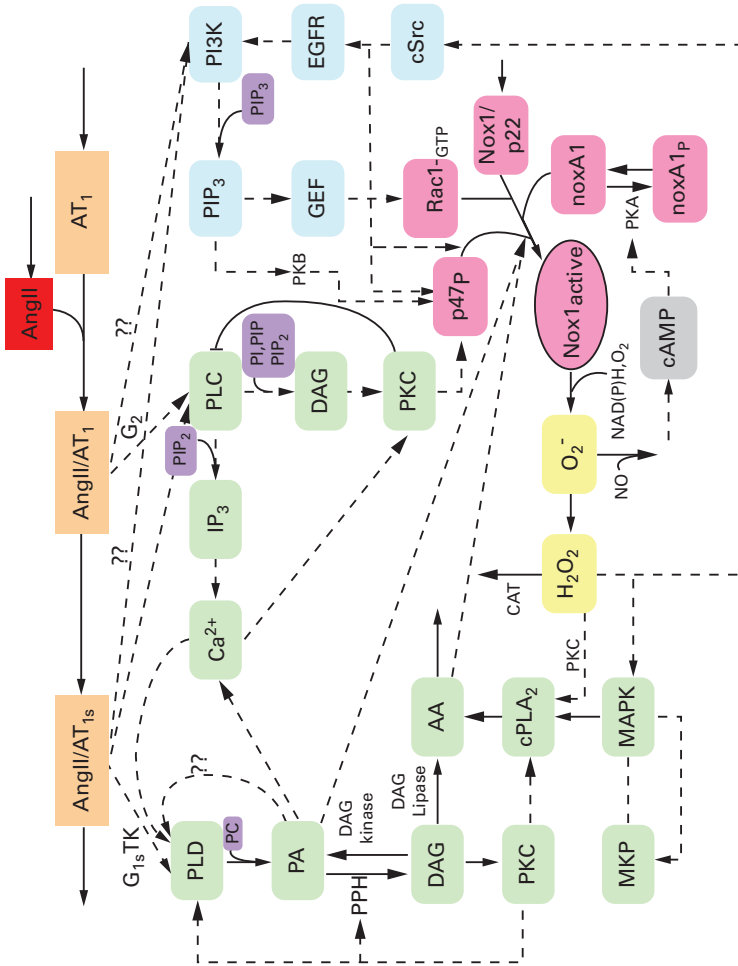 AT1
AngII
AngII/AT1
AngII/AT1s
??
??
G2
G1sTK
PI3K
EGFR
cSrc
PIP3
PIP3
GEF
PKB
Rac1-GTP
Nox1/
p22
p47P
noxA1
noxA1P
PKA
Nox1active
cAMP
NAD(P)H,O2
NO
O2-
H2O2
CAT
PKC
PLC
PIP2
PI,PIP
PIP2
DAG
PKC
IP3
Ca2+
PLD
PC
??
PA
PPH
DAG
kinase
DAG
Lipase
DAG
AA
PKC
cPLA2
MKP
MAPK